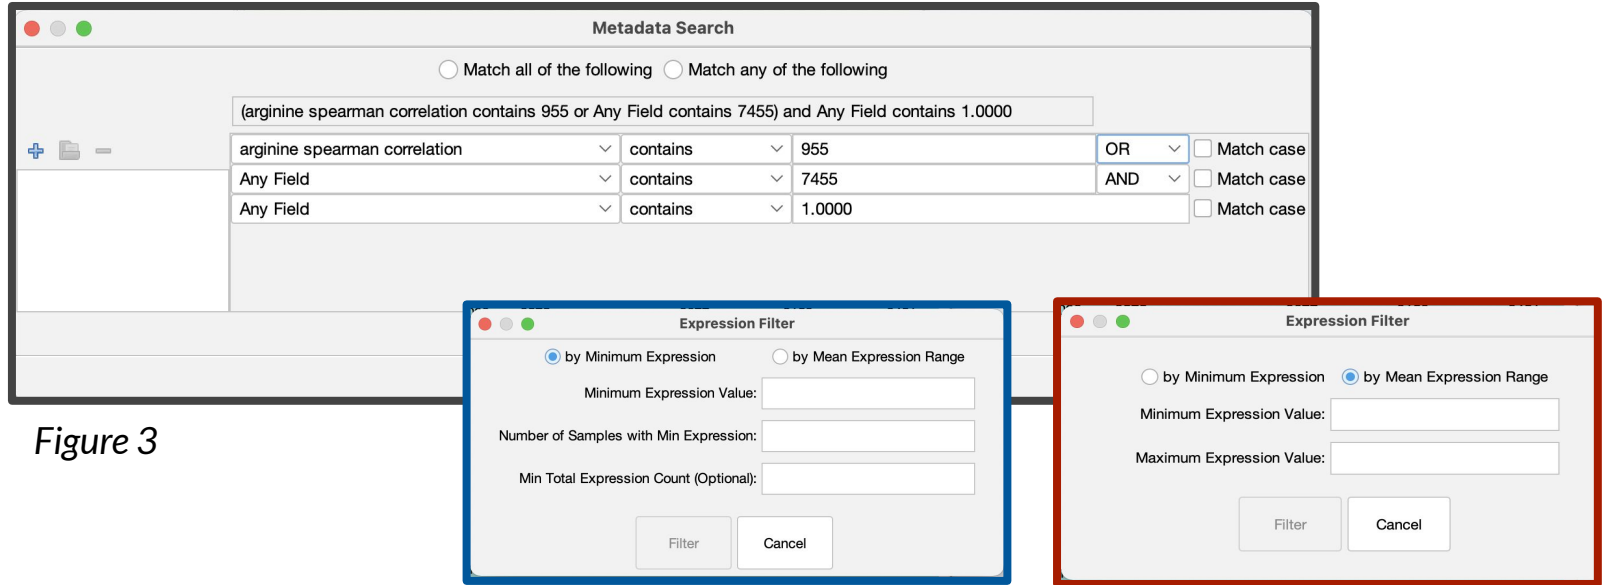 Metadata Search
Match all of the following Match any of the following
(arginine spearman correlation contains 955 or Any Field contains 7455) and Any Field contains 1.0000
arginine spearman correlation contains 955 OR Match case
Any Field contains 7455 AND Match case
Any Field contains 1.0000 Match case
Figure 3
Expression Filter
by Minimum Expression by Mean Expression Range
Minimum Expression Value:
Number of Samples with Min Expression:
Min Total Expression Count (Optional):
Filter Cancel
Expression Filter
by Minimum Expression by Mean Expression Range
Minimum Expression Value:
Maximum Expression Value:
Filter Cancel